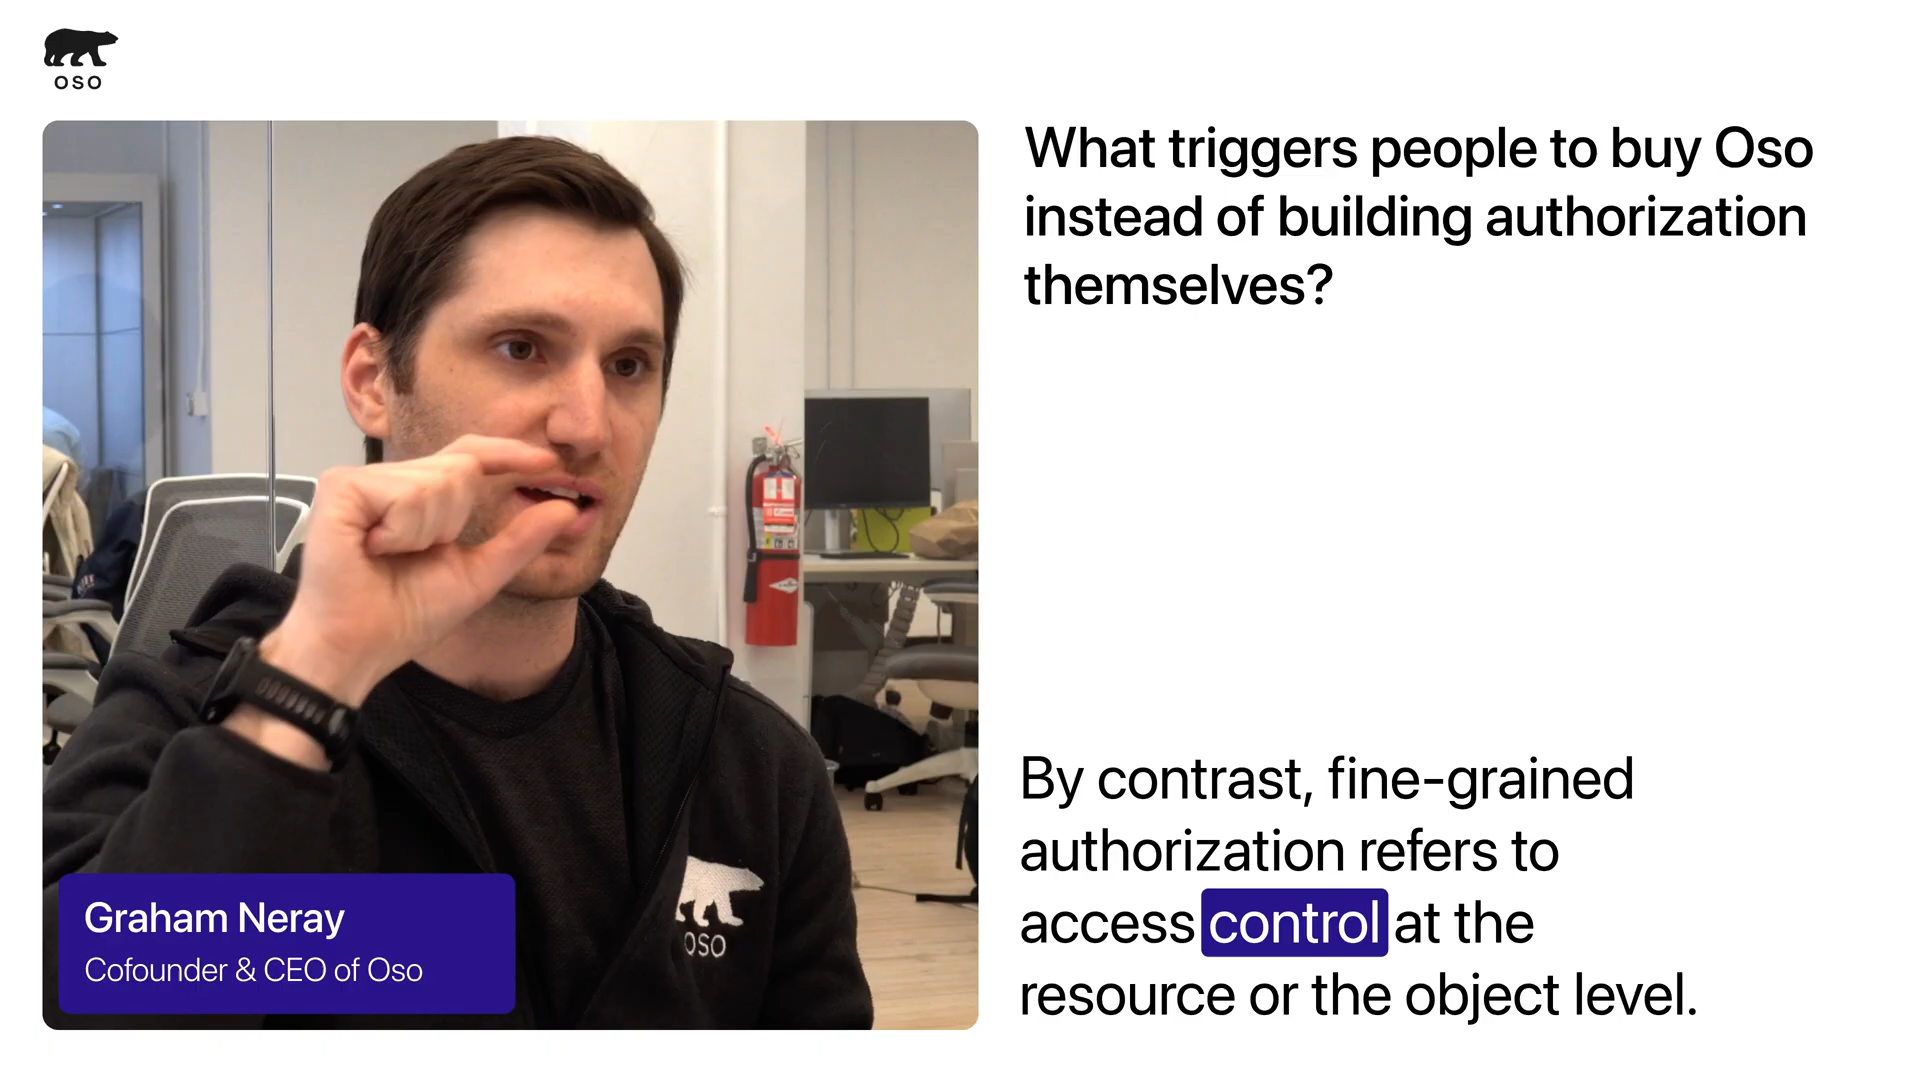 OSO
What triggers people to buy Oso
instead of building authorization
themselves?
OSO
Graham Neray
Cofounder & CEO of Oso
By contrast, fine-grained
authorization refers to
access control at the
resource or the object level.